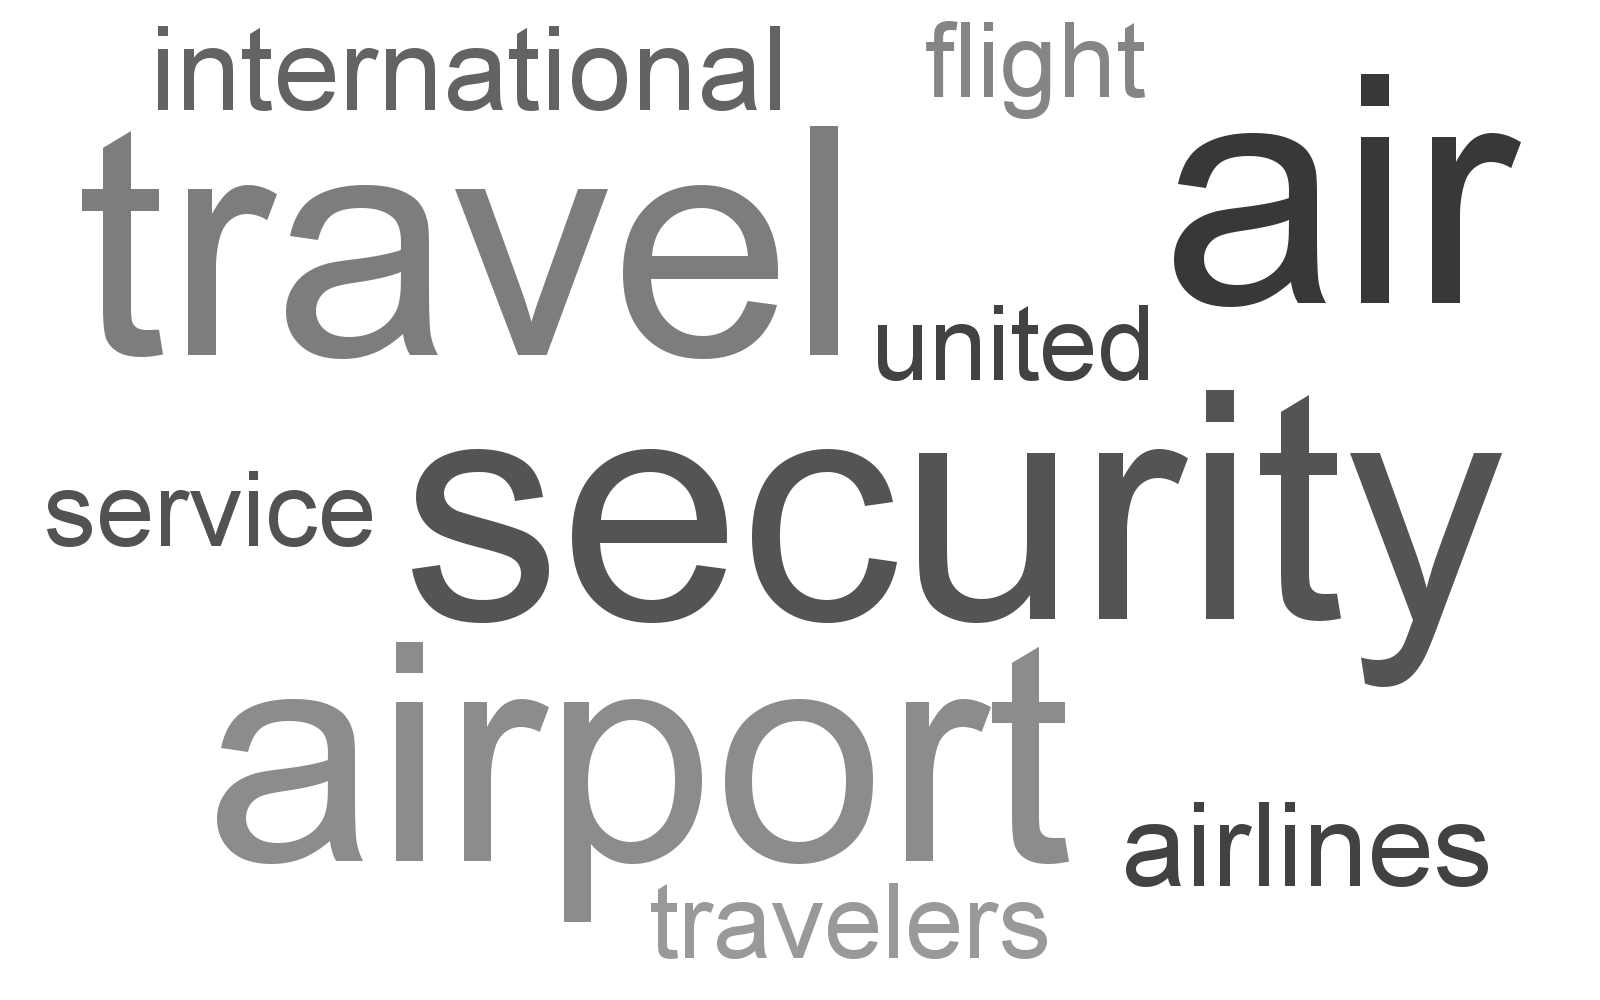 international flight
travel air
united
service security
airport
airlines
travelers